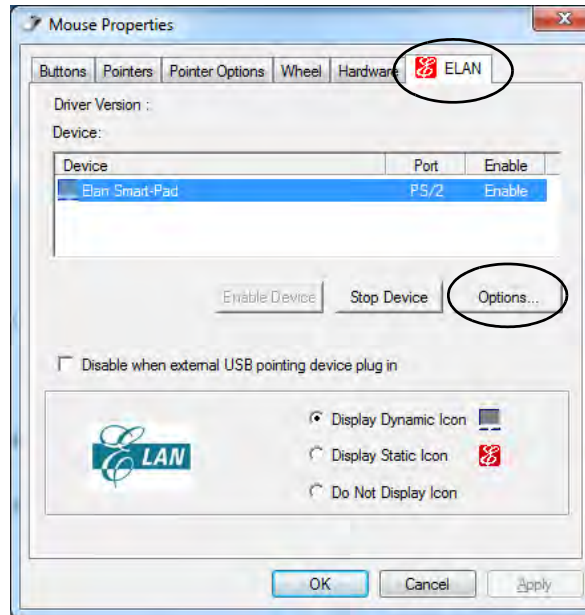 Mouse Properties
Buttons Pointers Pointer Options Wheel Hardware ELAN
Driver Version :
Device:
Device Port Enable
Elan Smart-Pad PS/2 Enable
Enable Device Stop Device Options...
Disable when external USB pointing device plug in
Display Dynamic Icon
ELAN
Display Static Icon
Do Not Display Icon
OK Cancel Apply